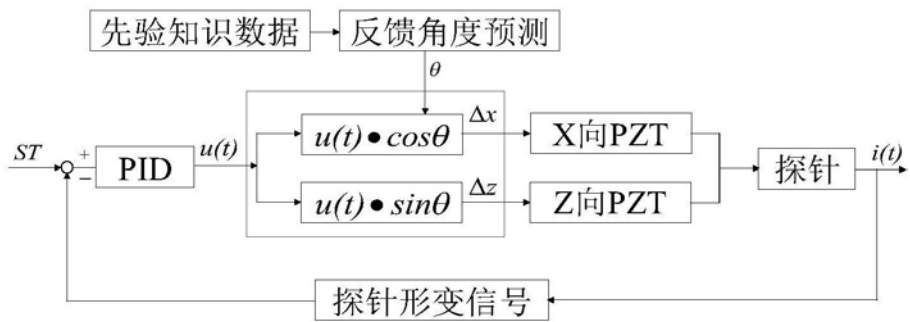 先验知识数据
反馈角度预测
θ
ST
+
−
PID
u(t)
u(t)•cosθ
Δx
X向PZT
u(t)•sinθ
Δz
Z向PZT
探针
i(t)
探针形变信号